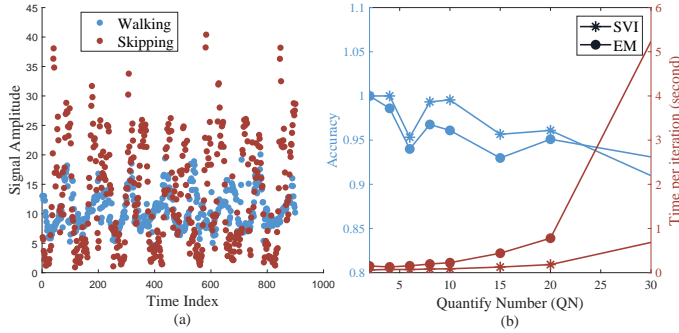 Walking
Skipping
Signal Amplitude
45
40
35
30
25
20
15
10
5
0
0 200 400 600 800 1000
Time Index
(a)
SVI
EM
Accuracy
1.1
1.05
1
0.95
0.9
0.85
0.8
5 10 15 20 25 30
Quantify Number (QN)
(b)
Time per iteration (second)
6
5
4
3
2
1
0